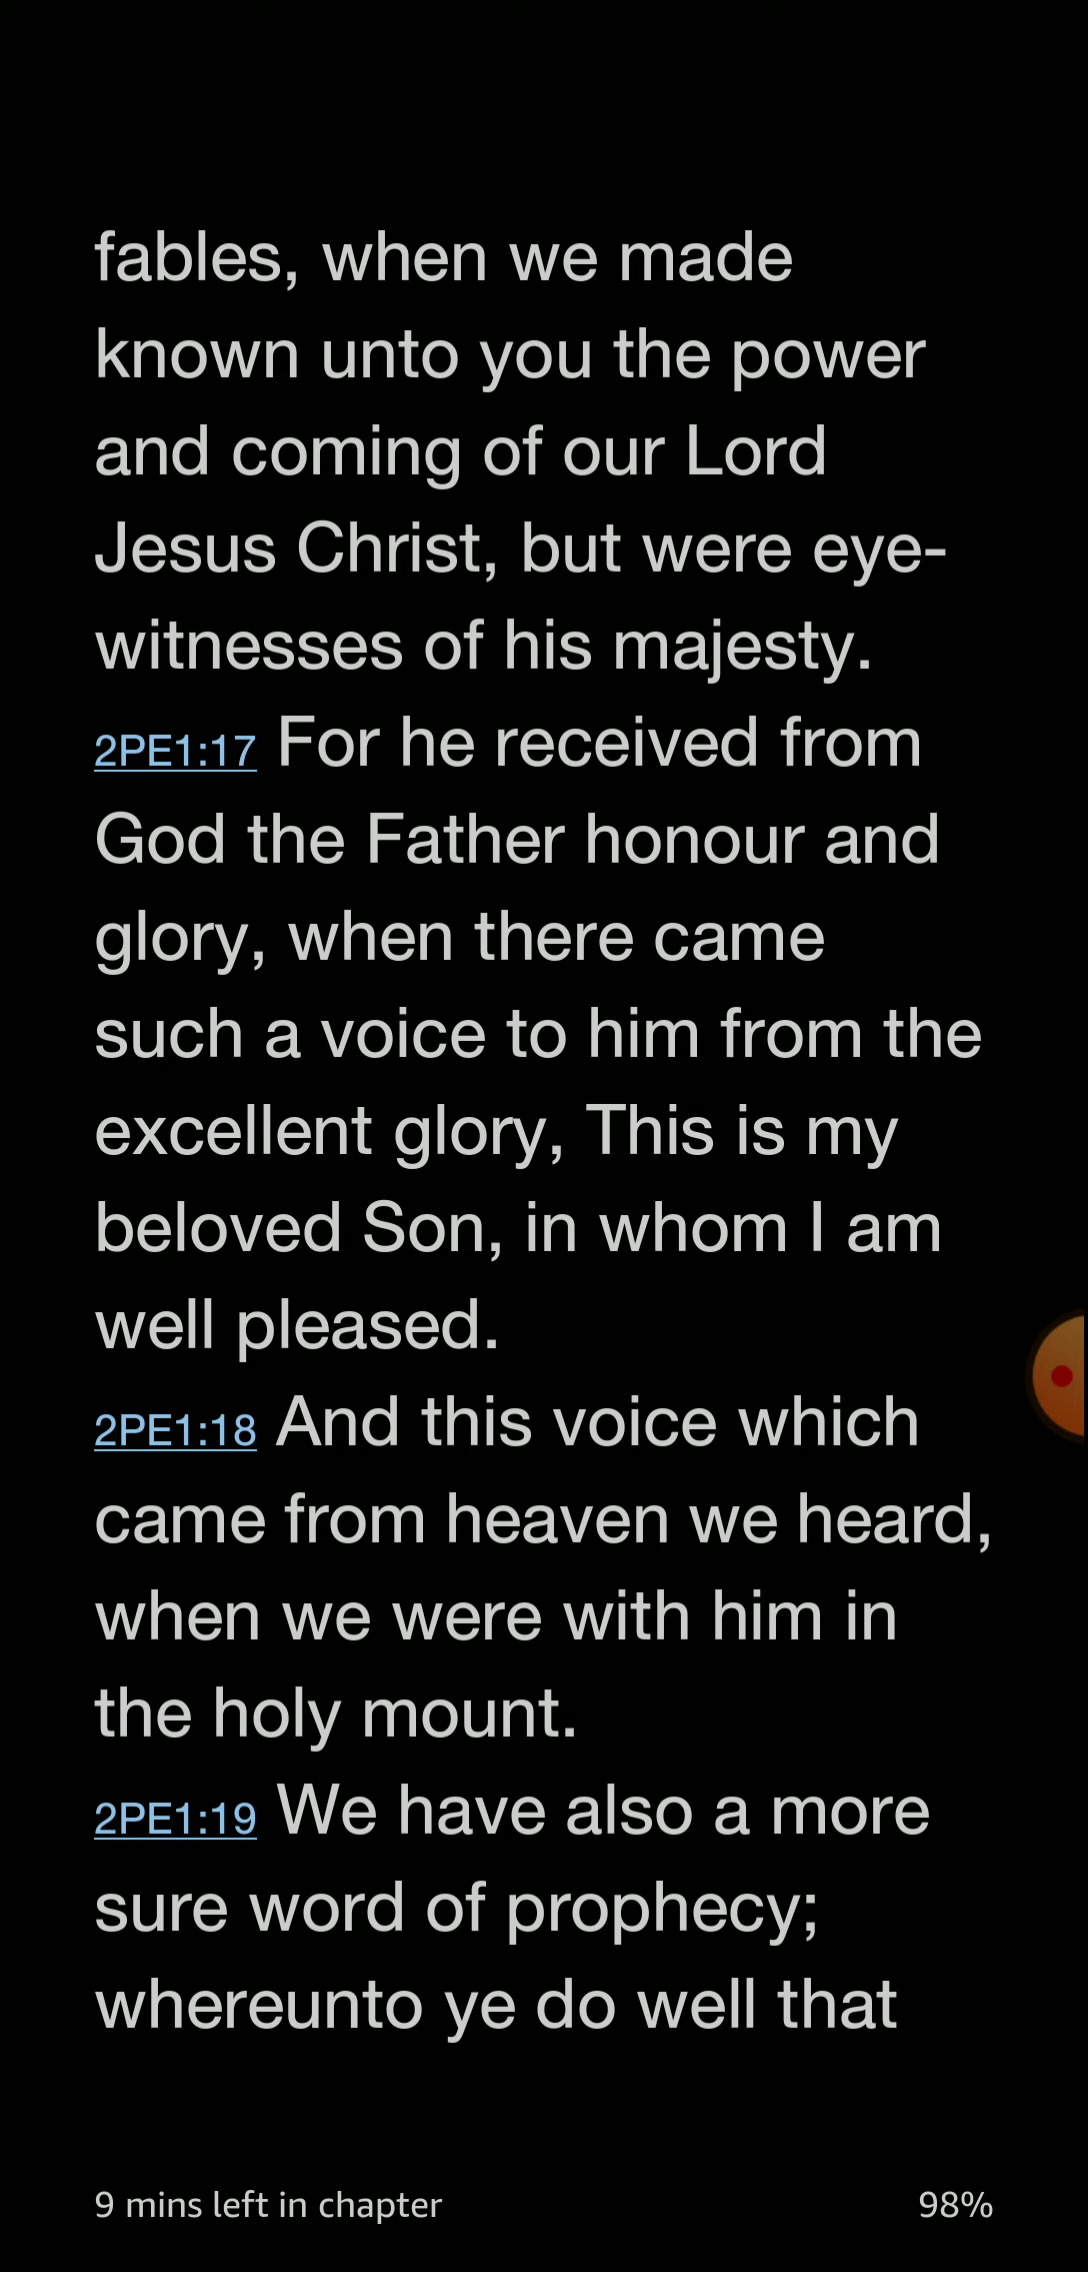 fables, when we made
known unto you the power
and coming of our Lord
Jesus Christ, but were eye-
witnesses of his majesty.
2PE1:17 For he received from
God the Father honour and
glory, when there came
such a voice to him from the
excellent glory, This is my
beloved Son, in whom I am
well pleased.
2PE1:18 And this voice which
came from heaven we heard,
when we were with him in
the holy mount.
2PE1:19 We have also a more
sure word of prophecy;
whereunto ye do well that
9 mins left in chapter 98%